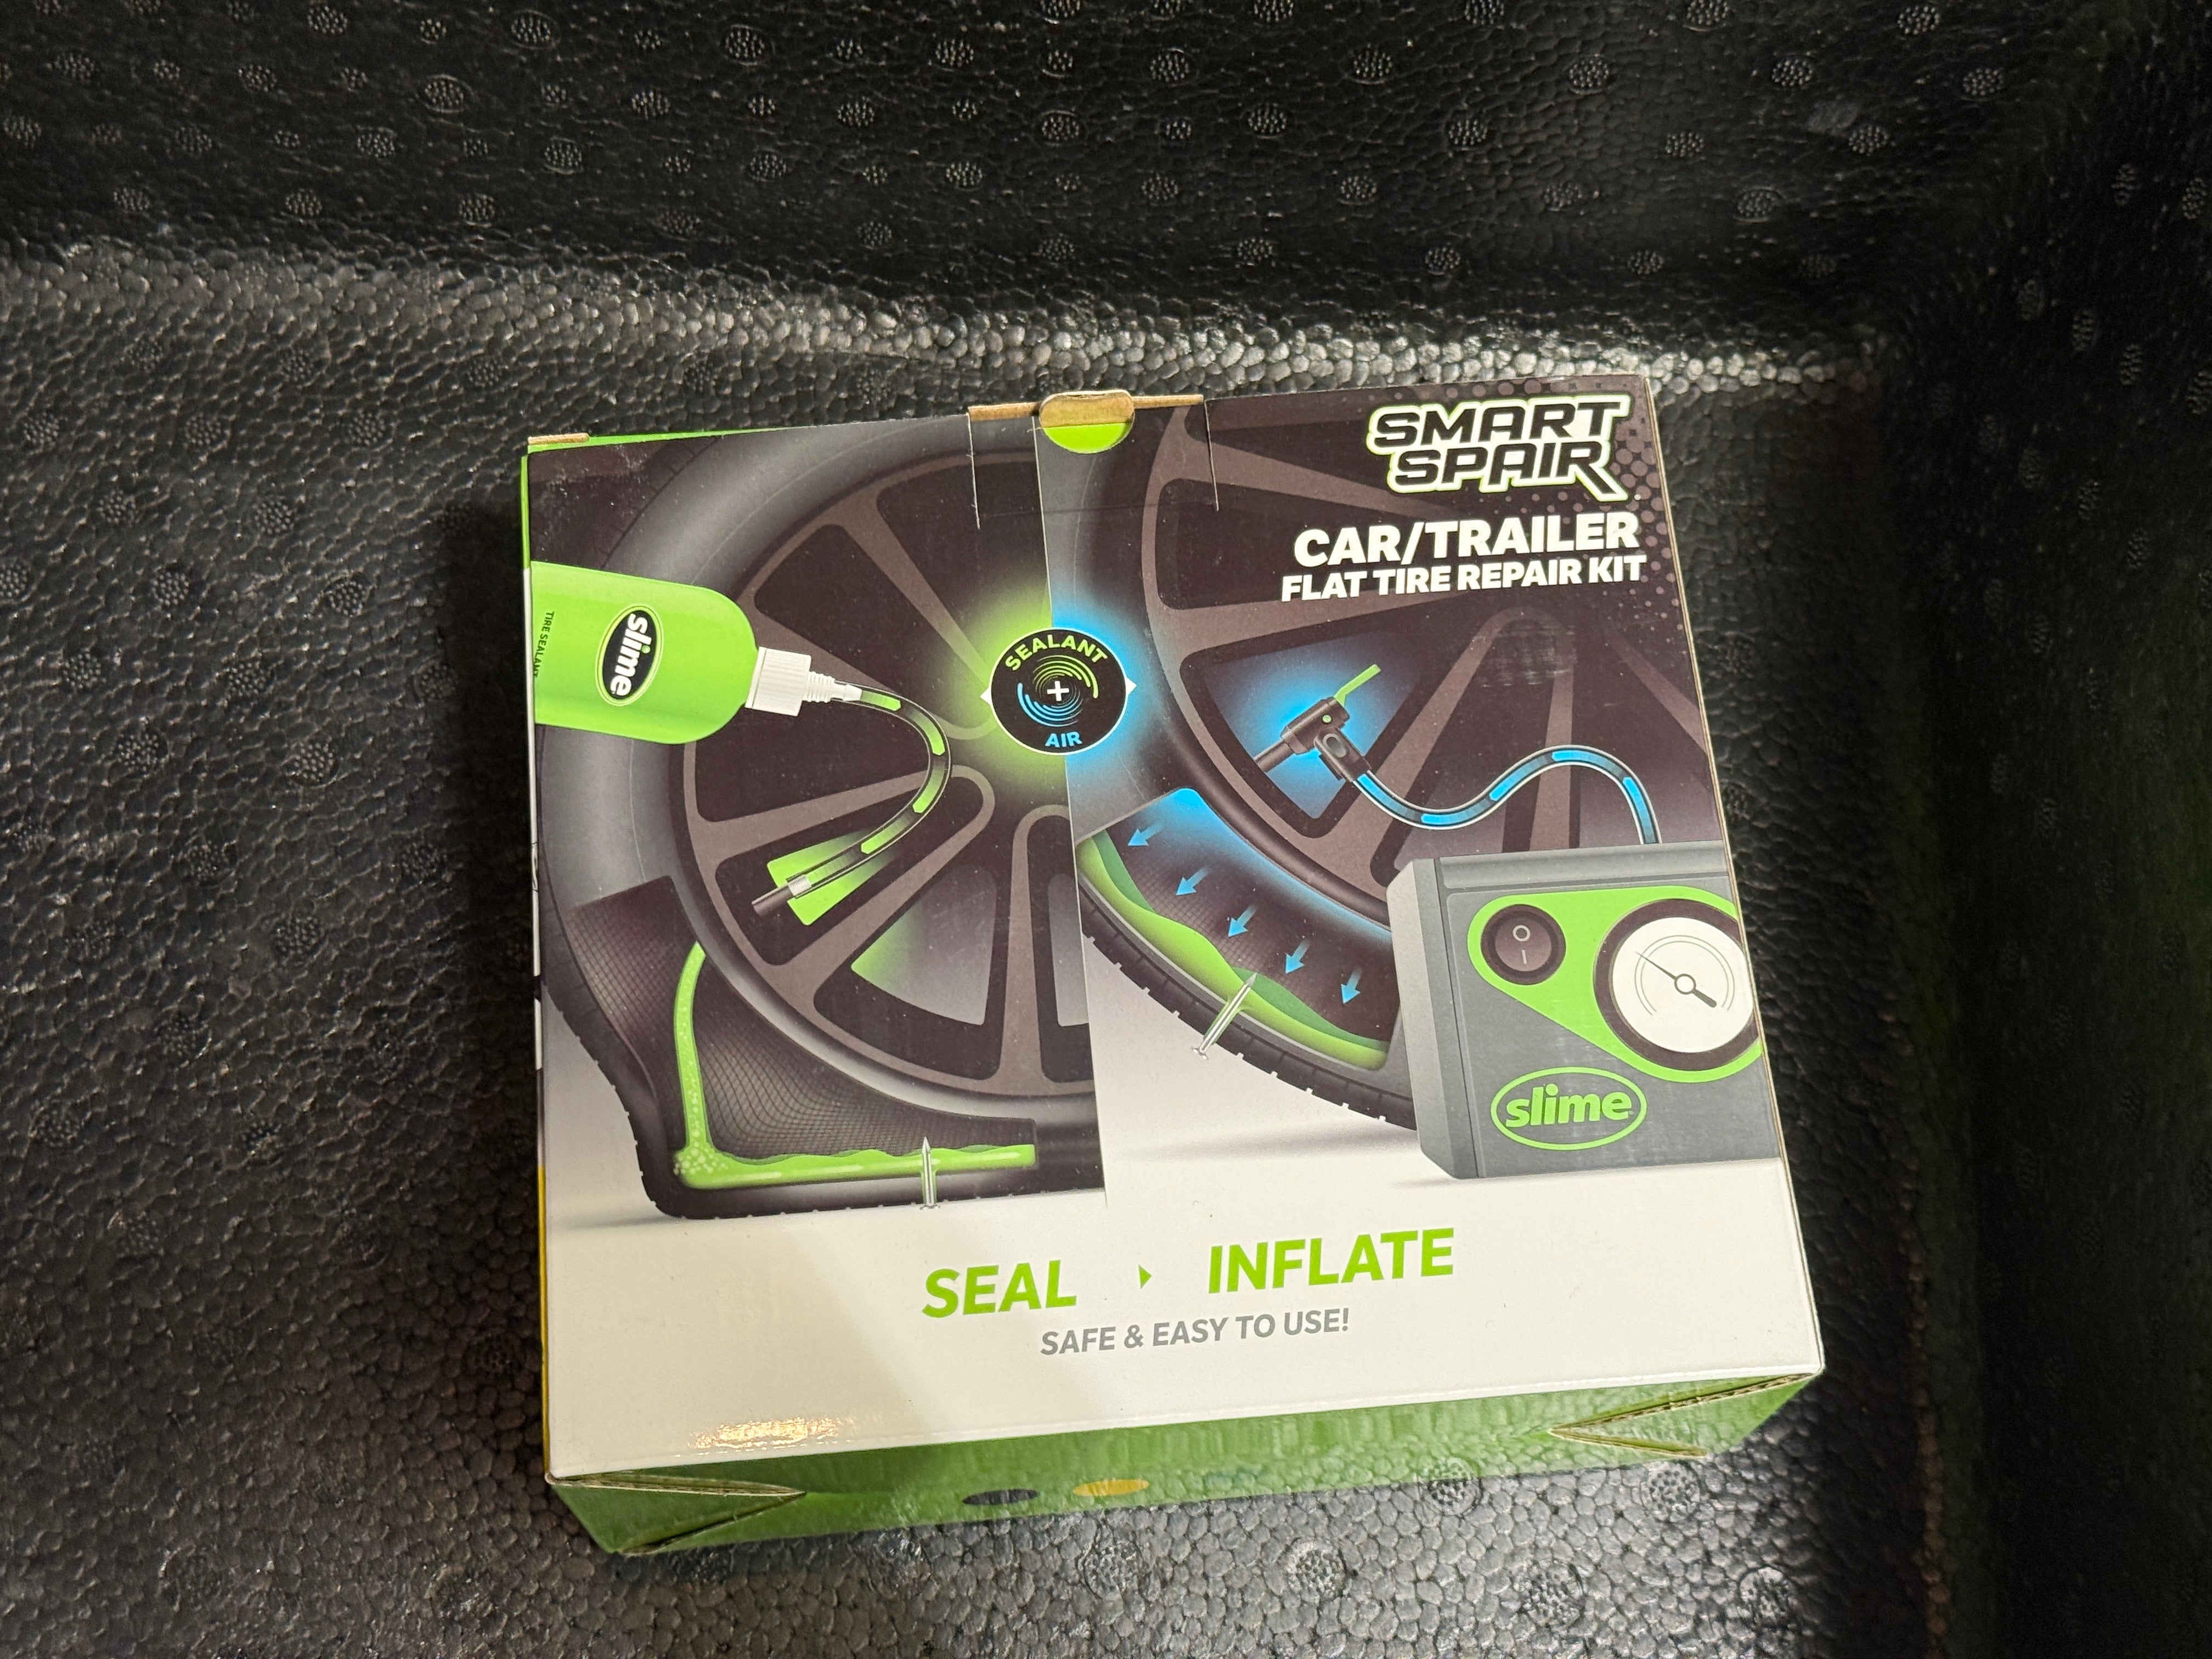 SMART
SPAIR
CAR/TRAILER
FLAT TIRE REPAIR KIT
slime
TIRE SEALANT
SEALANT
+
AIR
slime
SEAL INFLATE
SAFE & EASY TO USE!